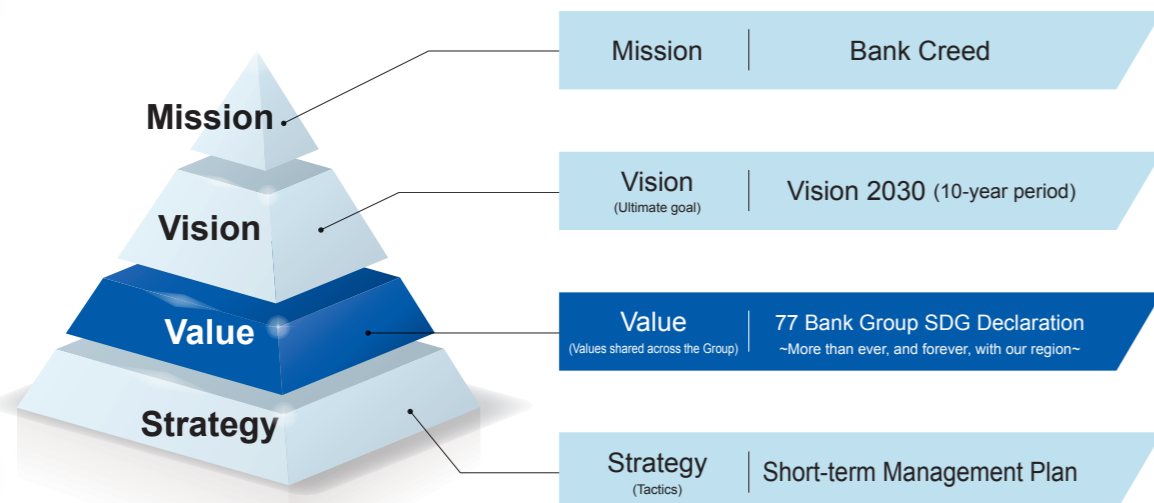 Mission
Vision
Value
Strategy
Mission
Bank Creed
Vision
(Ultimate goal)
Vision 2030 (10-year period)
Value
(Values shared across the Group)
77 Bank Group SDG Declaration
~More than ever, and forever, with our region~
Strategy
(Tactics)
Short-term Management Plan